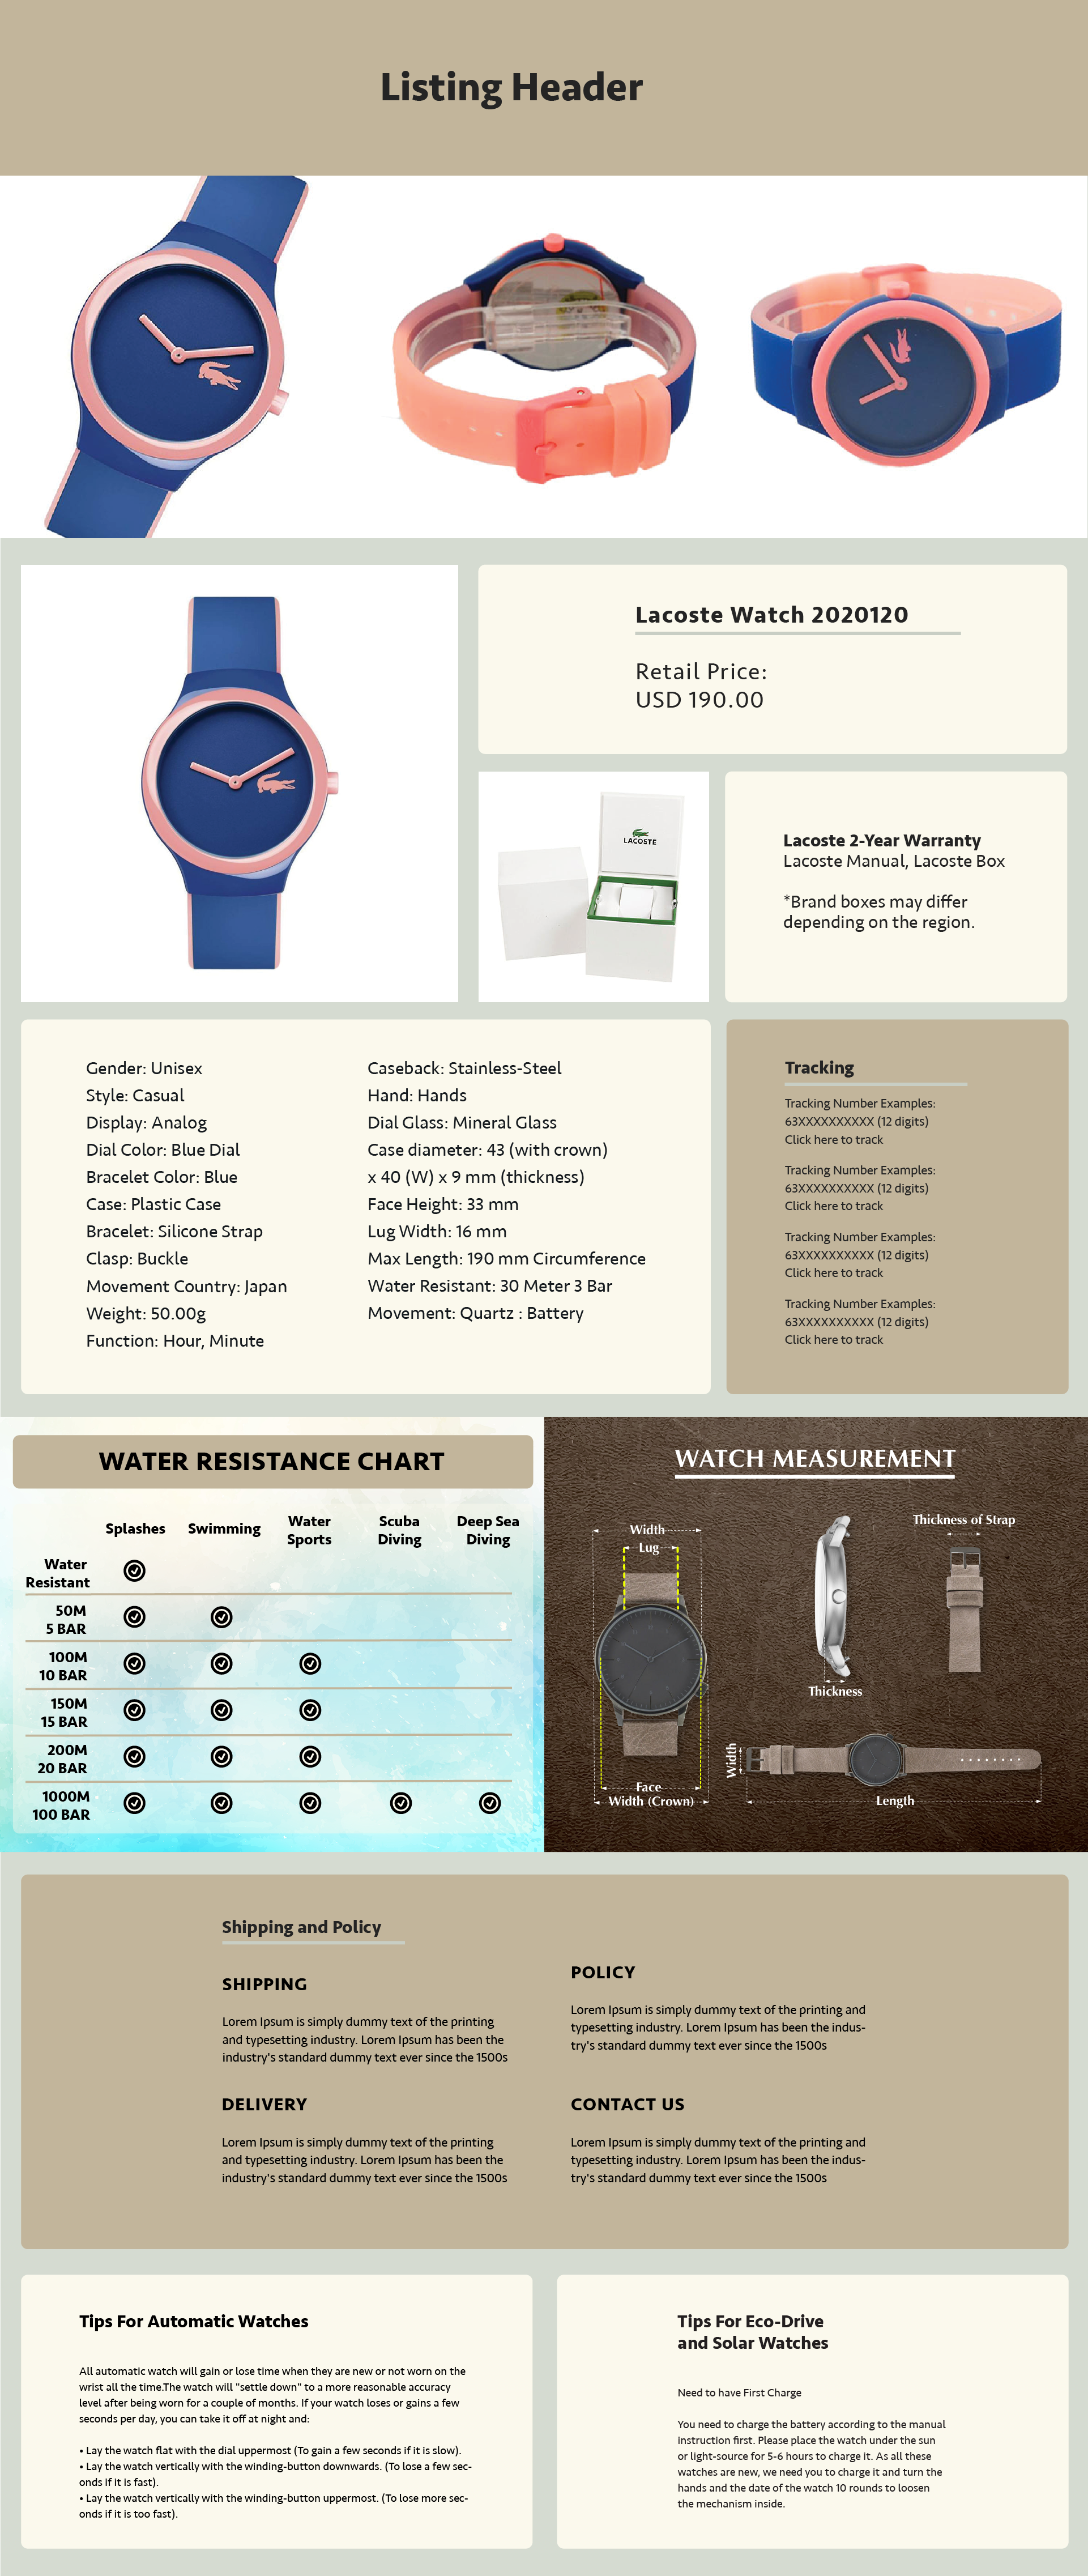 Listing Header
Lacoste Watch 2020120
Retail Price:
USD 190.00
LACOSTE
Lacoste 2-Year Warranty
Lacoste Manual, Lacoste Box
*Brand boxes may differ
depending on the region.
Gender: Unisex
Style: Casual
Display: Analog
Dial Color: Blue Dial
Bracelet Color: Blue
Case: Plastic Case
Bracelet: Silicone Strap
Clasp: Buckle
Movement Country: Japan
Weight: 50.00g
Function: Hour, Minute
Caseback: Stainless-Steel
Hand: Hands
Dial Glass: Mineral Glass
Case diameter: 43 (with crown)
x 40 (W) x 9 mm (thickness)
Face Height: 33 mm
Lug Width: 16 mm
Max Length: 190 mm Circumference
Water Resistant: 30 Meter 3 Bar
Movement: Quartz : Battery
Tracking
Tracking Number Examples:
63XXXXXXXXXX (12 digits)
Click here to track
Tracking Number Examples:
63XXXXXXXXXX (12 digits)
Click here to track
Tracking Number Examples:
63XXXXXXXXXX (12 digits)
Click here to track
Tracking Number Examples:
63XXXXXXXXXX (12 digits)
Click here to track
WATER RESISTANCE CHART
Splashes Swimming Water Sports Scuba Diving Deep Sea Diving
Water
Resistant
50M
5 BAR
100M
10 BAR
150M
15 BAR
200M
20 BAR
1000M
100 BAR
WATCH MEASUREMENT
Width
Lug
Face
Width (Crown)
Thickness
Thickness of Strap
Width
Length
Shipping and Policy
SHIPPING
Lorem Ipsum is simply dummy text of the printing
and typesetting industry. Lorem Ipsum has been the
industry's standard dummy text ever since the 1500s
POLICY
Lorem Ipsum is simply dummy text of the printing and
typesetting industry. Lorem Ipsum has been the indus-
try's standard dummy text ever since the 1500s
DELIVERY
Lorem Ipsum is simply dummy text of the printing
and typesetting industry. Lorem Ipsum has been the
industry's standard dummy text ever since the 1500s
CONTACT US
Lorem Ipsum is simply dummy text of the printing and
typesetting industry. Lorem Ipsum has been the indus-
try's standard dummy text ever since the 1500s
Tips For Automatic Watches
All automatic watch will gain or lose time when they are new or not worn on the
wrist all the time.The watch will "settle down" to a more reasonable accuracy
level after being worn for a couple of months. If your watch loses or gains a few
seconds per day, you can take it off at night and:
• Lay the watch flat with the dial uppermost (To gain a few seconds if it is slow).
• Lay the watch vertically with the winding-button downwards. (To lose a few sec-
onds if it is fast).
• Lay the watch vertically with the winding-button uppermost. (To lose more sec-
onds if it is too fast).
Tips For Eco-Drive
and Solar Watches
Need to have First Charge
You need to charge the battery according to the manual
instruction first. Please place the watch under the sun
or light-source for 5-6 hours to charge it. As all these
watches are new, we need you to charge it and turn the
hands and the date of the watch 10 rounds to loosen
the mechanism inside.